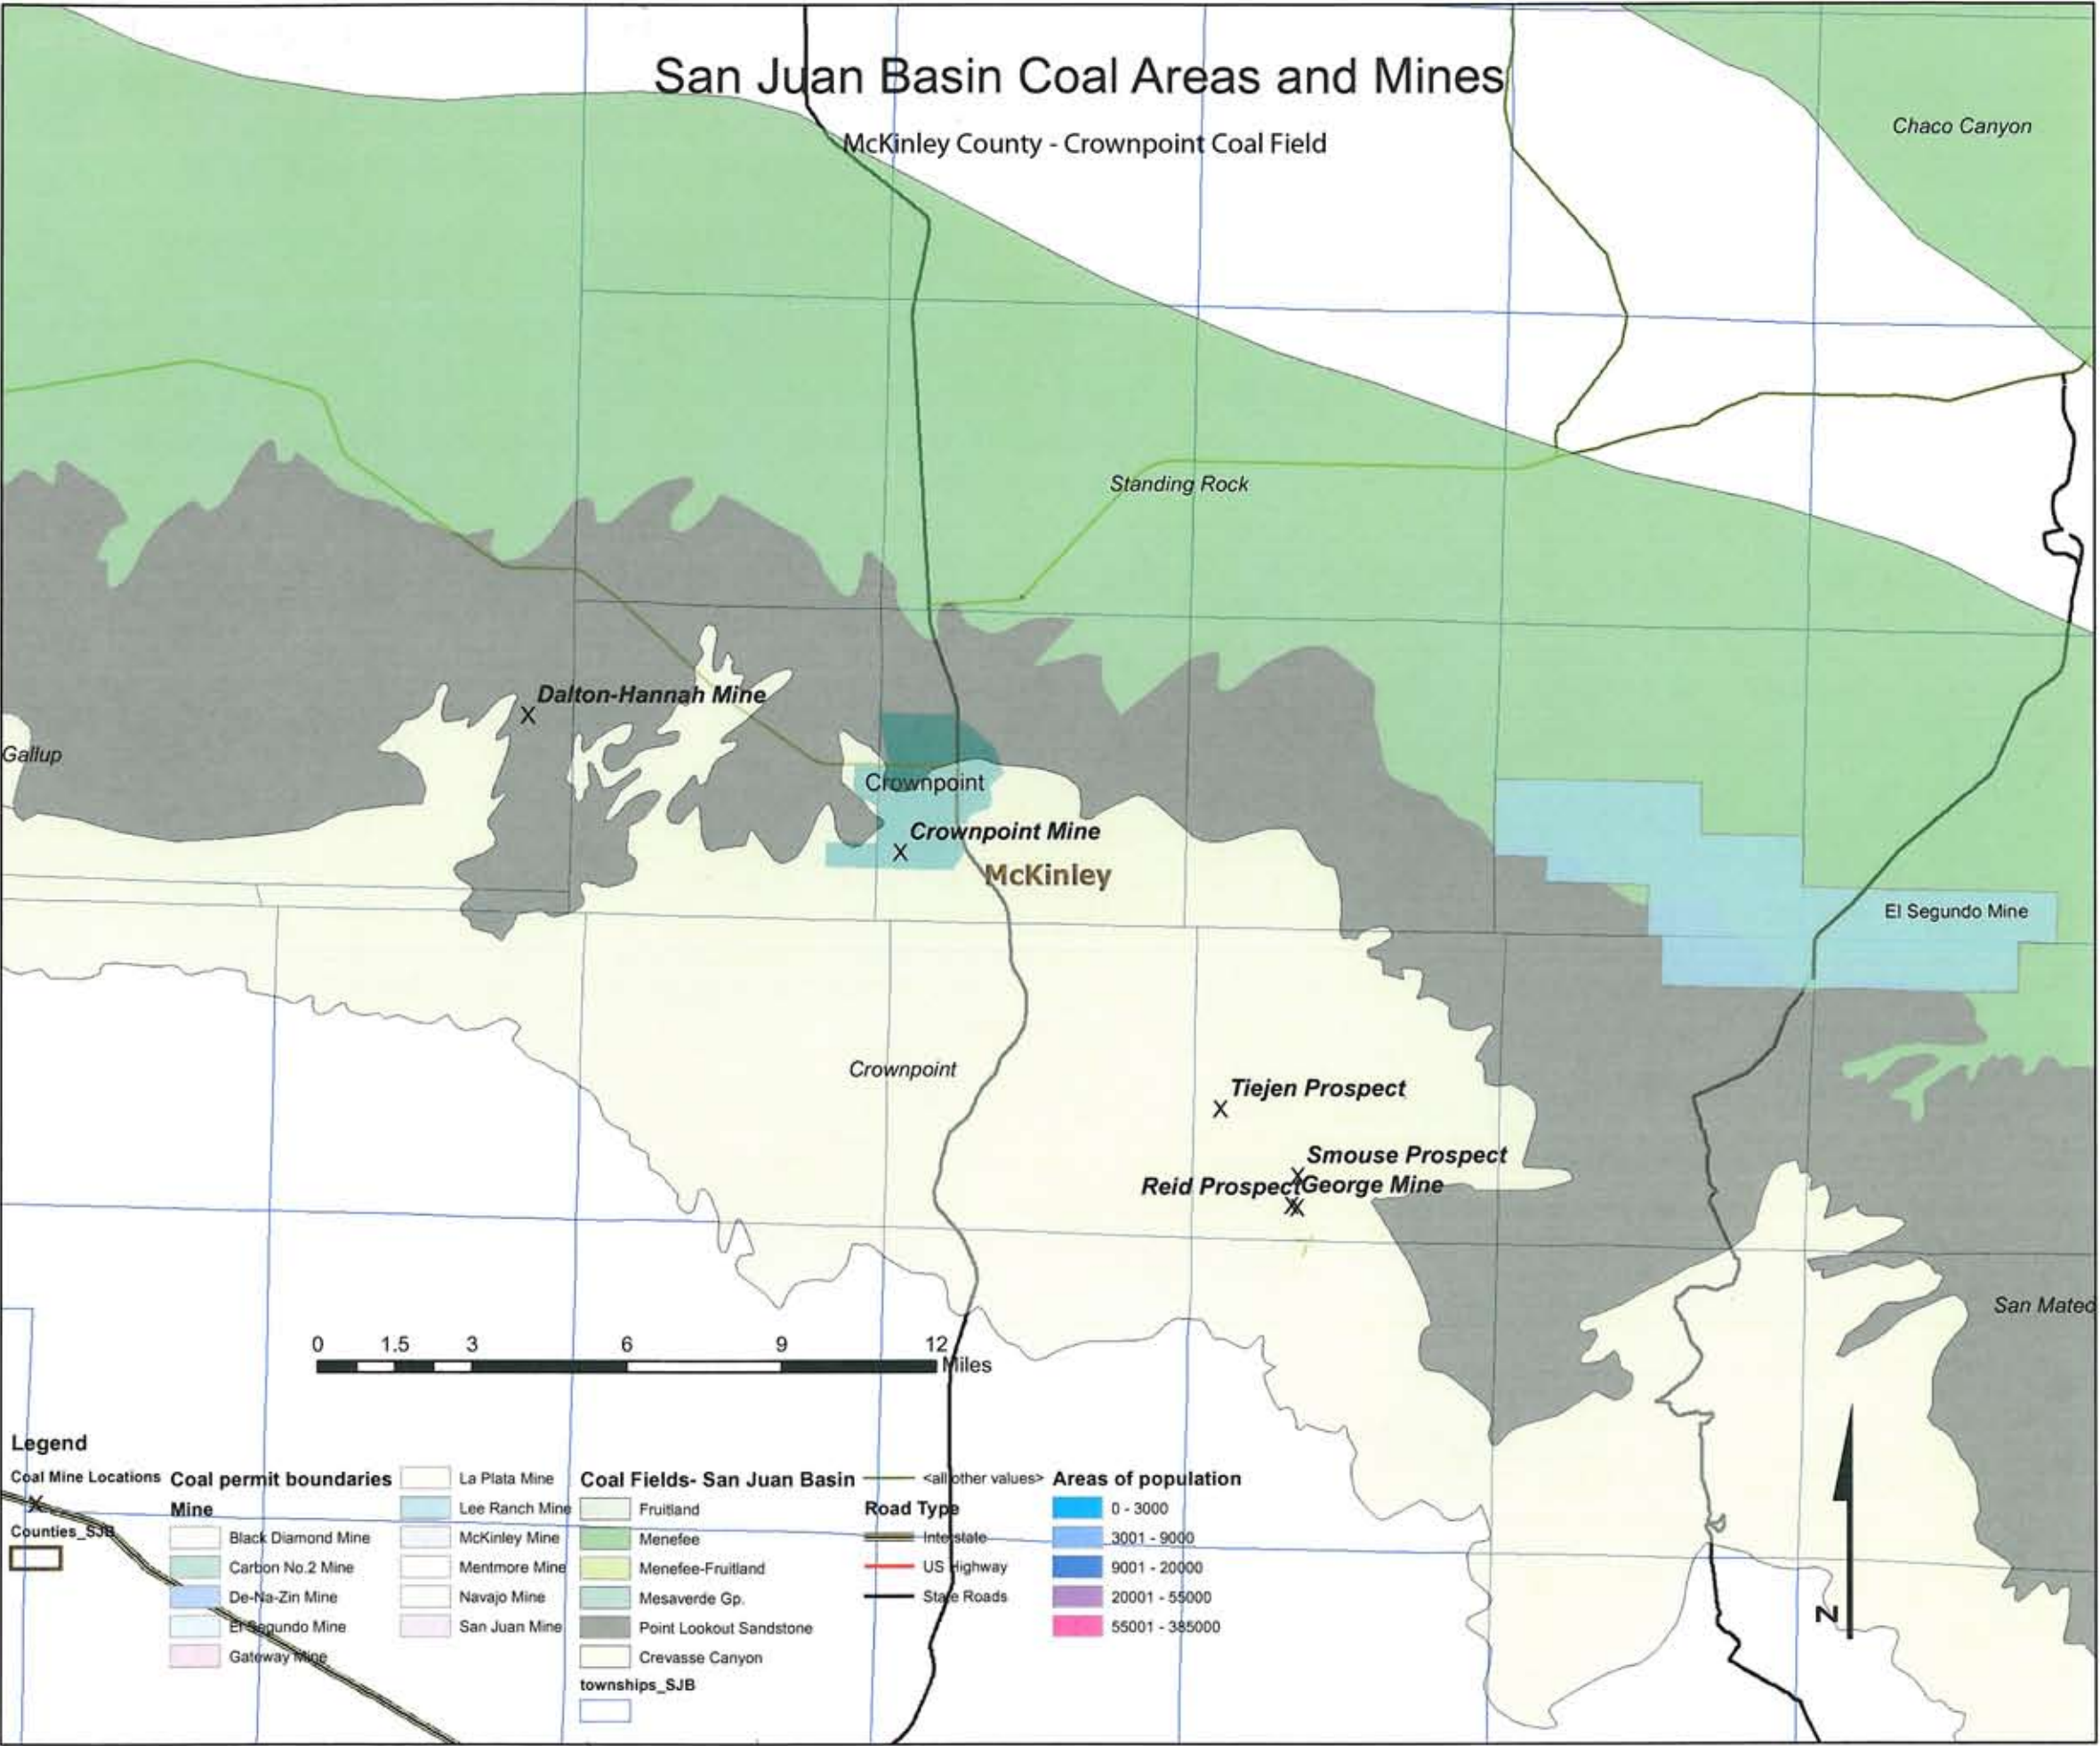 San Juan Basin Coal Areas and Mines
McKinley County - Crownpoint Coal Field
Chaco Canyon
Standing Rock
Dalton-Hannah Mine
X
Gallup
Crownpoint
Crownpoint Mine
X
McKinley
El Segundo Mine
Crownpoint
Tiejen Prospect
X
Smouse Prospect
X
Reid Prospect
George Mine
X X
San Mateo
0 1.5 3 6 9 12
Miles
N
Legend
Coal Mine Locations
X
Counties_SJB
Coal permit boundaries
Mine
Black Diamond Mine
Carbon No.2 Mine
De-Na-Zin Mine
El Segundo Mine
Gateway Mine
La Plata Mine
Lee Ranch Mine
McKinley Mine
Mentmore Mine
Navajo Mine
San Juan Mine
Coal Fields- San Juan Basin
Fruitland
Menefee
Menefee-Fruitland
Mesaverde Gp.
Point Lookout Sandstone
Crevasse Canyon
townships_SJB
<all other values>
Road Type
Interstate
US Highway
State Roads
Areas of population
0 - 3000
3001 - 9000
9001 - 20000
20001 - 55000
55001 - 385000